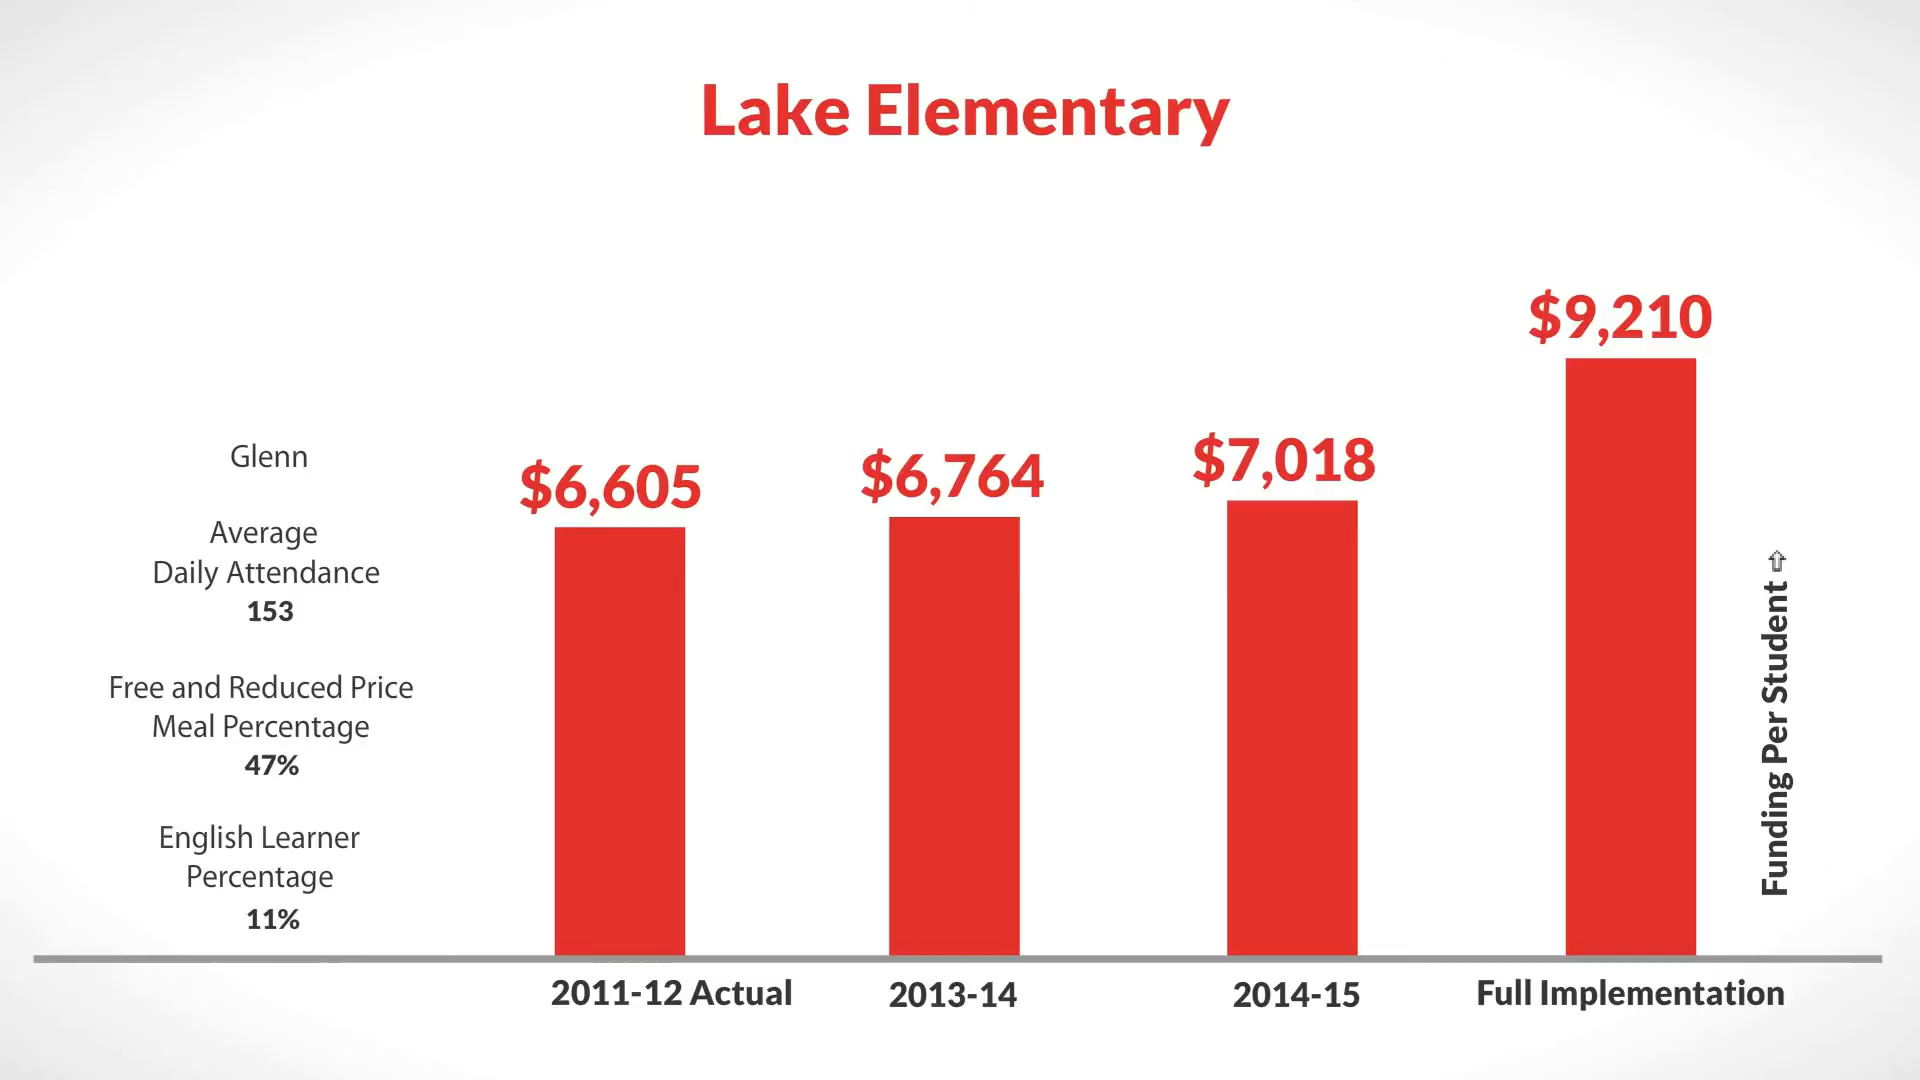 Lake Elementary
Glenn
Average
Daily Attendance
153
Free and Reduced Price
Meal Percentage
47%
English Learner
Percentage
11%
$6,605
$6,764
$7,018
$9,210
2011-12 Actual
2013-14
2014-15
Full Implementation
Funding Per Student ⇧